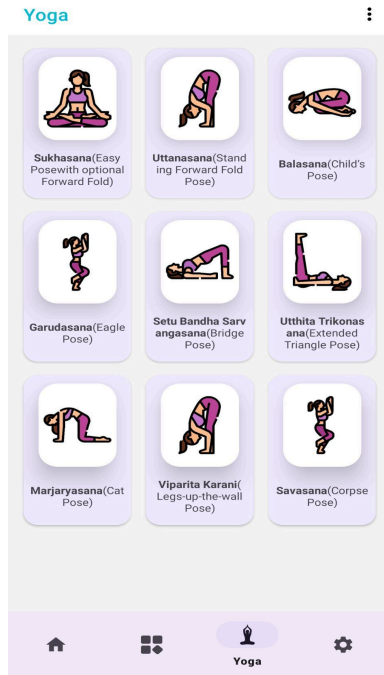 Yoga
Sukhasana(Easy
Posewith optional
Forward Fold)
Uttanasana(Stand
ing Forward Fold
Pose)
Balasana(Child's
Pose)
Garudasana(Eagle
Pose)
Setu Bandha Sarv
angasana(Bridge
Pose)
Utthita Trikonas
ana(Extended
Triangle Pose)
Marjaryasana(Cat
Pose)
Viparita Karani(
Legs-up-the-wall
Pose)
Savasana(Corpse
Pose)
Yoga